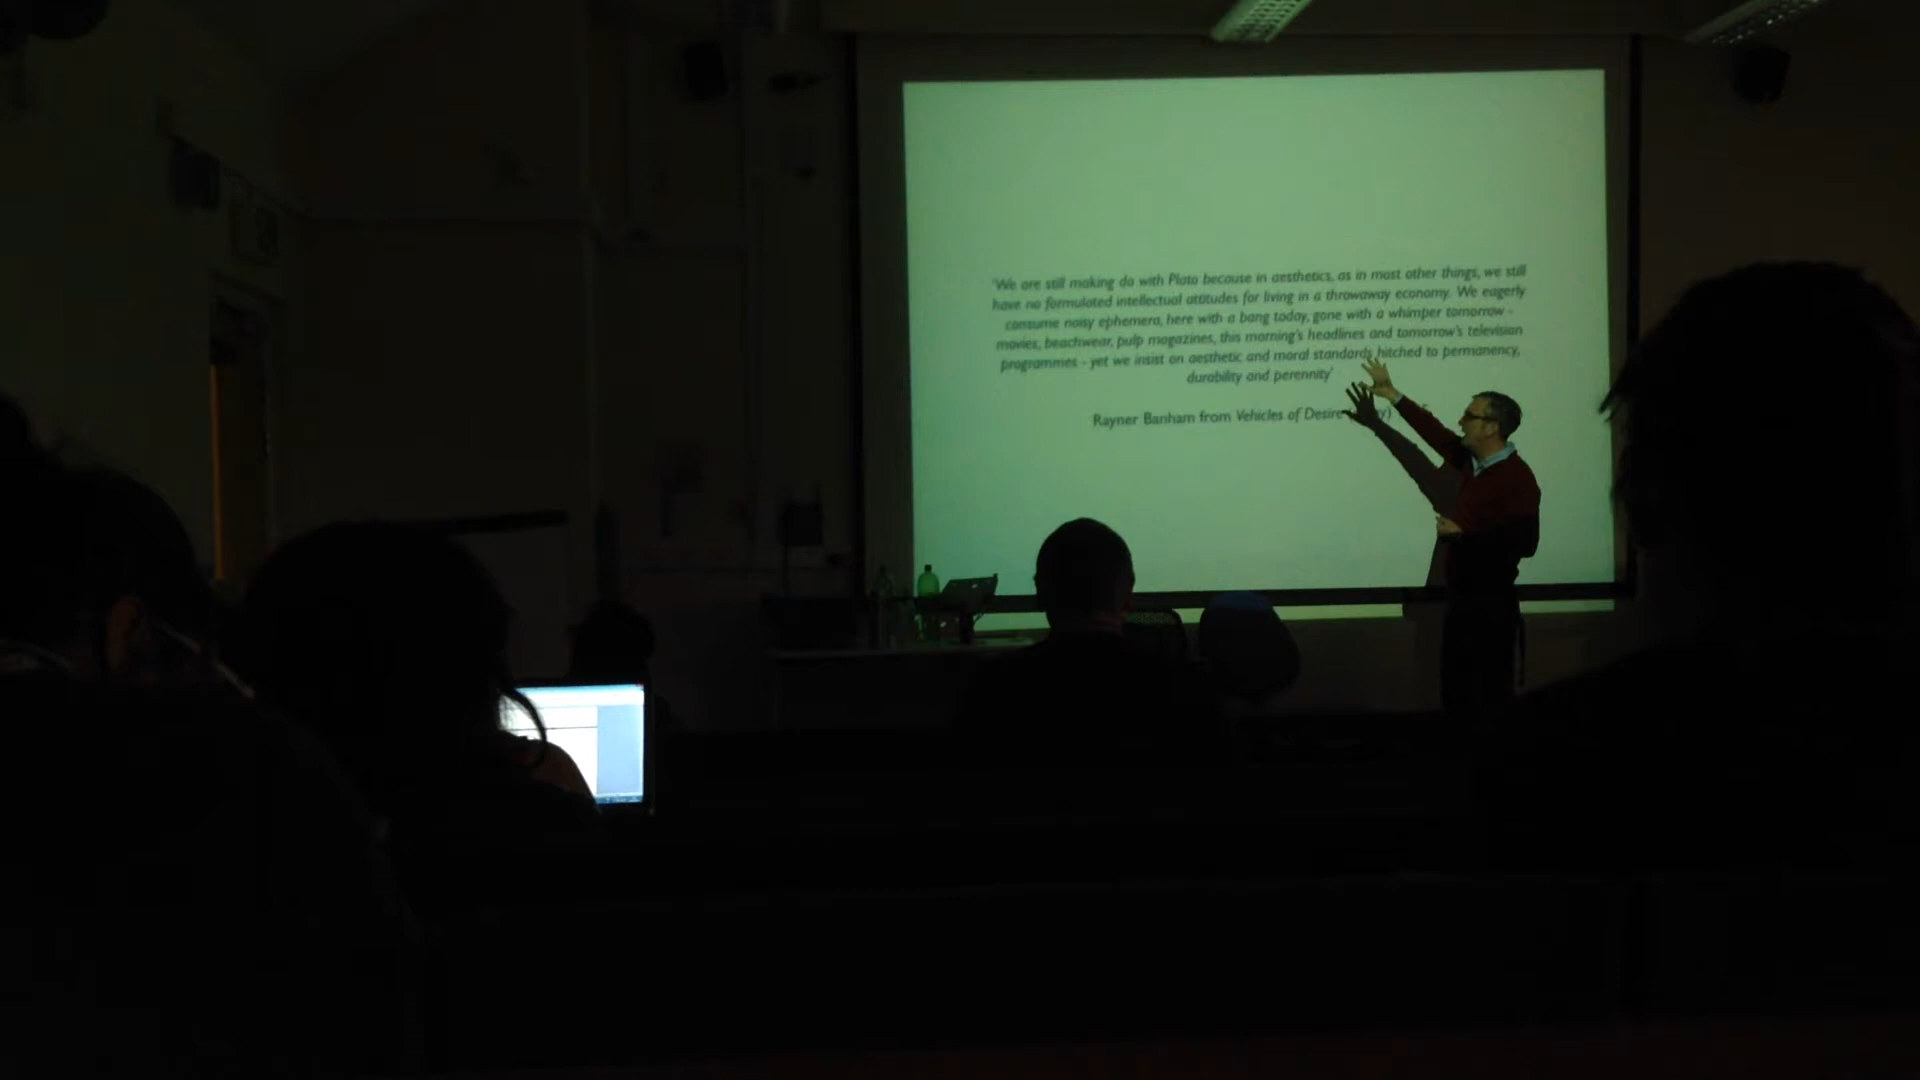 'We are still making do with Plato because in aesthetics, as in most other things, we still
have no formulated intellectual attitudes for living in a throwaway economy. We eagerly
consume noisy ephemera, here with a bang today, gone with a whimper tomorrow -
movies, beachwear, pulp magazines, this morning's headlines and tomorrow's television
programmes - yet we insist on aesthetic and moral standards hitched to permanency,
durability and perennity'
Rayner Banham from Vehicles of Desire